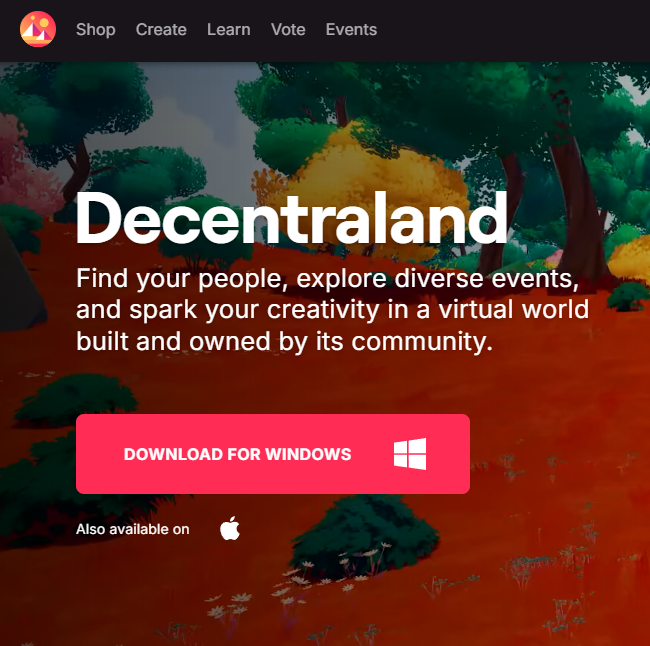 Shop Create Learn Vote Events
Decentraland
Find your people, explore diverse events,
and spark your creativity in a virtual world
built and owned by its community.
DOWNLOAD FOR WINDOWS
Also available on